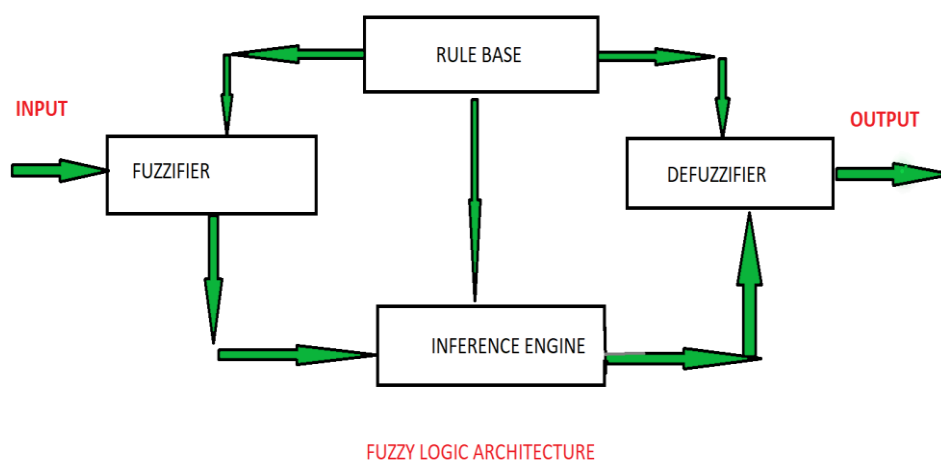 RULE BASE
INPUT
OUTPUT
FUZZIFIER
DEFUZZIFIER
INFERENCE ENGINE
FUZZY LOGIC ARCHITECTURE